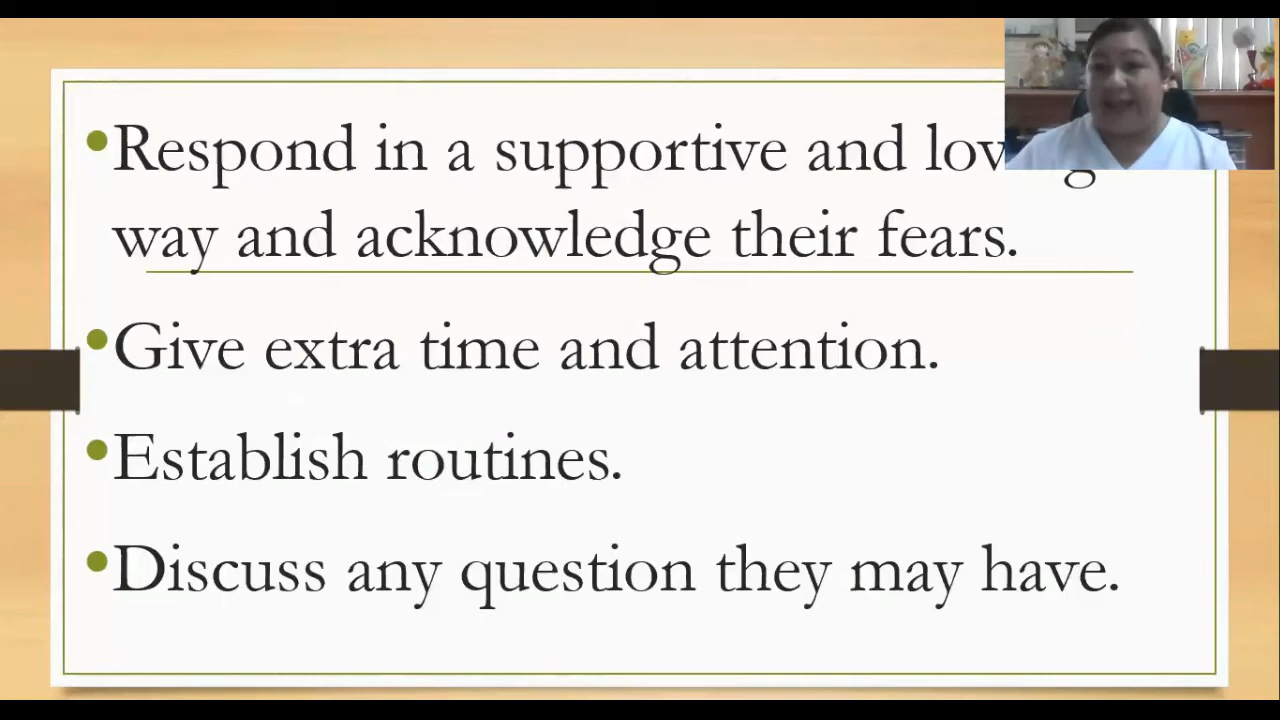 •Respond in a supportive and
way and acknowledge their fears.
•Give extra time and attention.
•Establish routines.
•Discuss any question they may have.